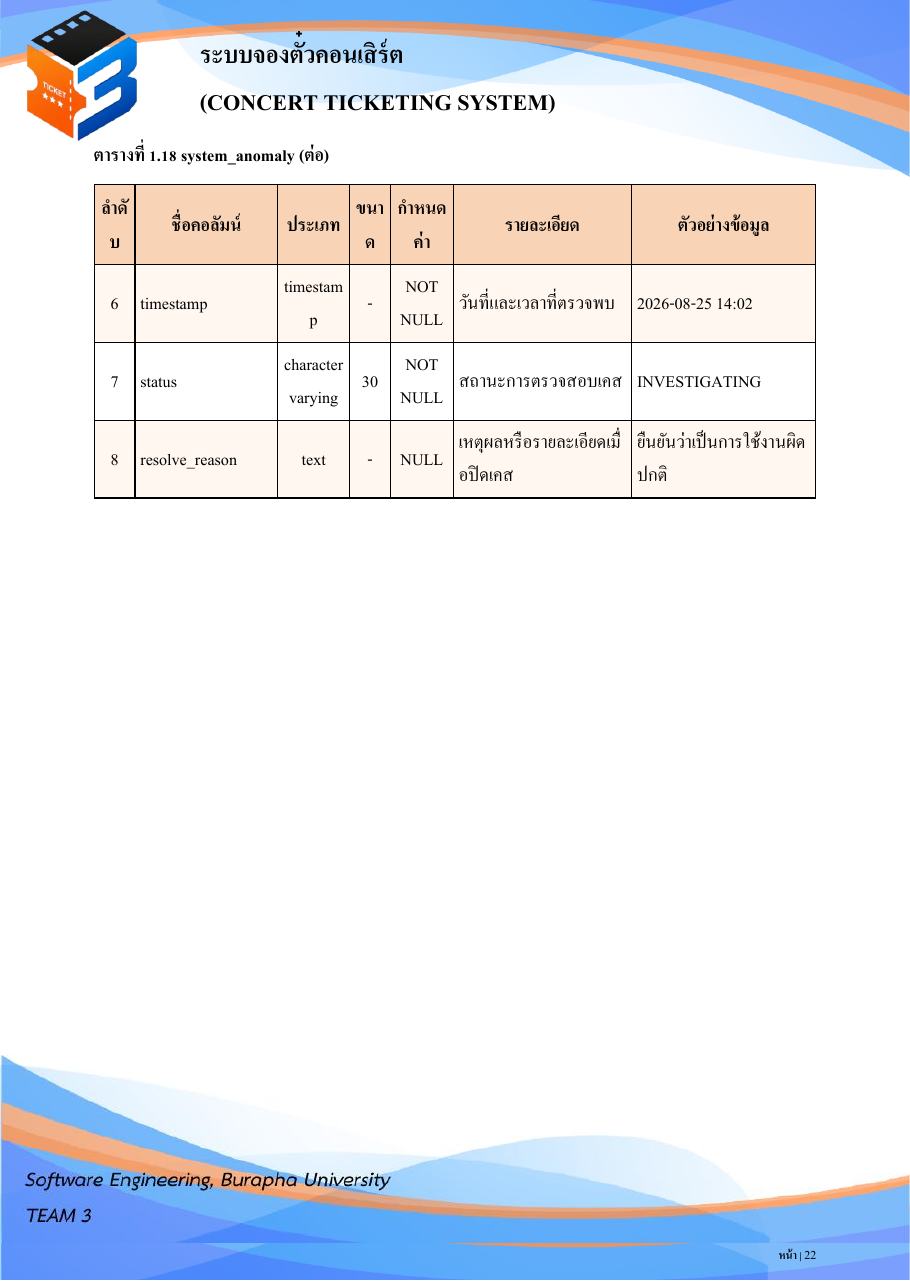 TICKET
ระบบจองตั๋วคอนเสิร์ต
(CONCERT TICKETING SYSTEM)
ตารางที่ 1.18 system_anomaly (ต่อ)
ลำดับ ชื่อคอลัมน์ ประเภท ขนาด กำหนดค่า รายละเอียด ตัวอย่างข้อมูล
6 timestamp timestamp - NOT NULL วันที่และเวลาที่ตรวจพบ 2026-08-25 14:02
7 status character varying 30 NOT NULL สถานะการตรวจสอบเคส INVESTIGATING
8 resolve_reason text - NULL เหตุผลหรือรายละเอียดเมื่อปิดเคส ยืนยันว่าเป็นการใช้งานผิดปกติ
Software Engineering, Burapha University
TEAM 3
หน้า | 22